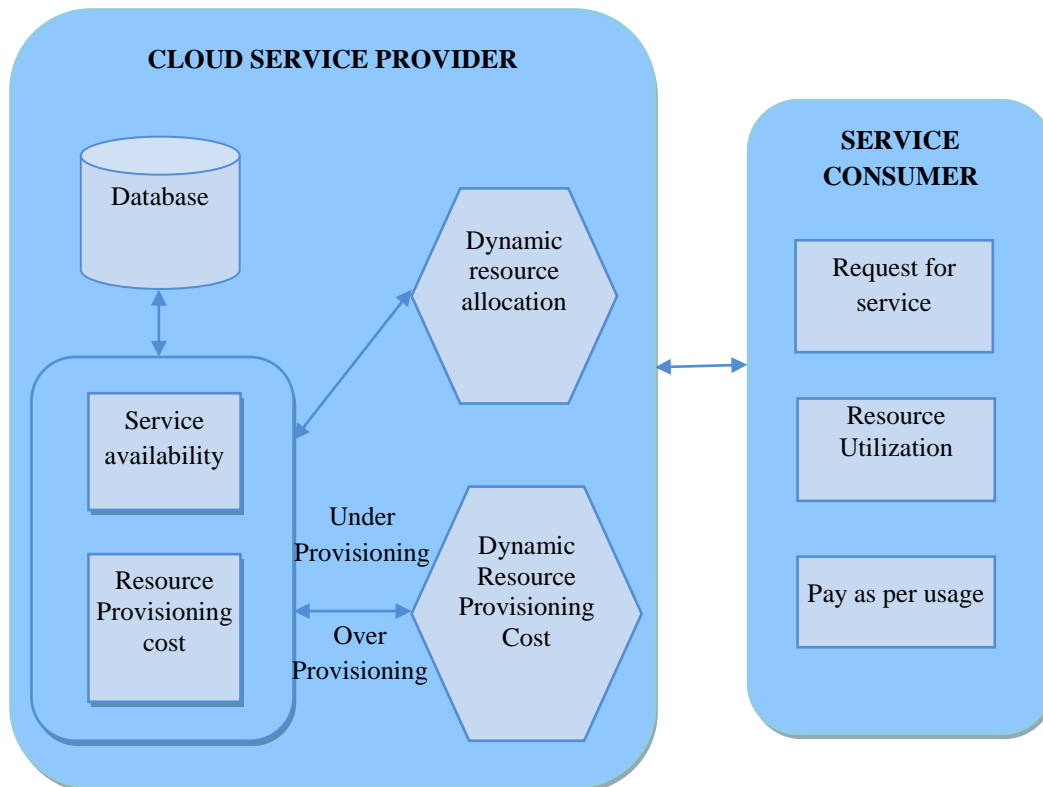 CLOUD SERVICE PROVIDER
Database
Dynamic
resource
allocation
Service
availability
Under
Provisioning
Resource
Provisioning
cost
Over
Provisioning
Dynamic
Resource
Provisioning
Cost
SERVICE
CONSUMER
Request for
service
Resource
Utilization
Pay as per usage